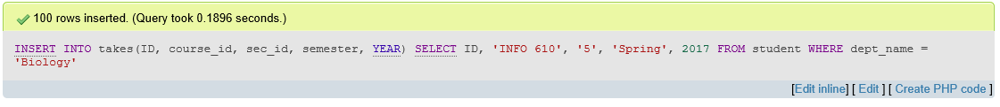 100 rows inserted. (Query took 0.1896 seconds.)
INSERT INTO takes(ID, course_id, sec_id, semester, YEAR) SELECT ID, 'INFO 610', '5', 'Spring', 2017 FROM student WHERE dept_name =
'Biology'
[Edit inline] [ Edit ] [ Create PHP code ]